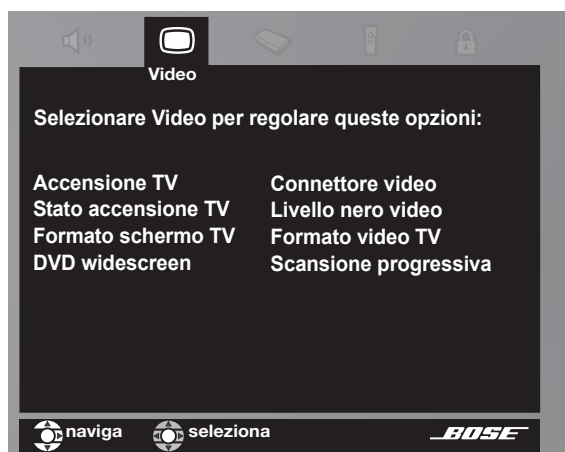 Video
Selezionare Video per regolare queste opzioni:
Accensione TV
Stato accensione TV
Formato schermo TV
DVD widescreen
Connettore video
Livello nero video
Formato video TV
Scansione progressiva
naviga seleziona BOSE